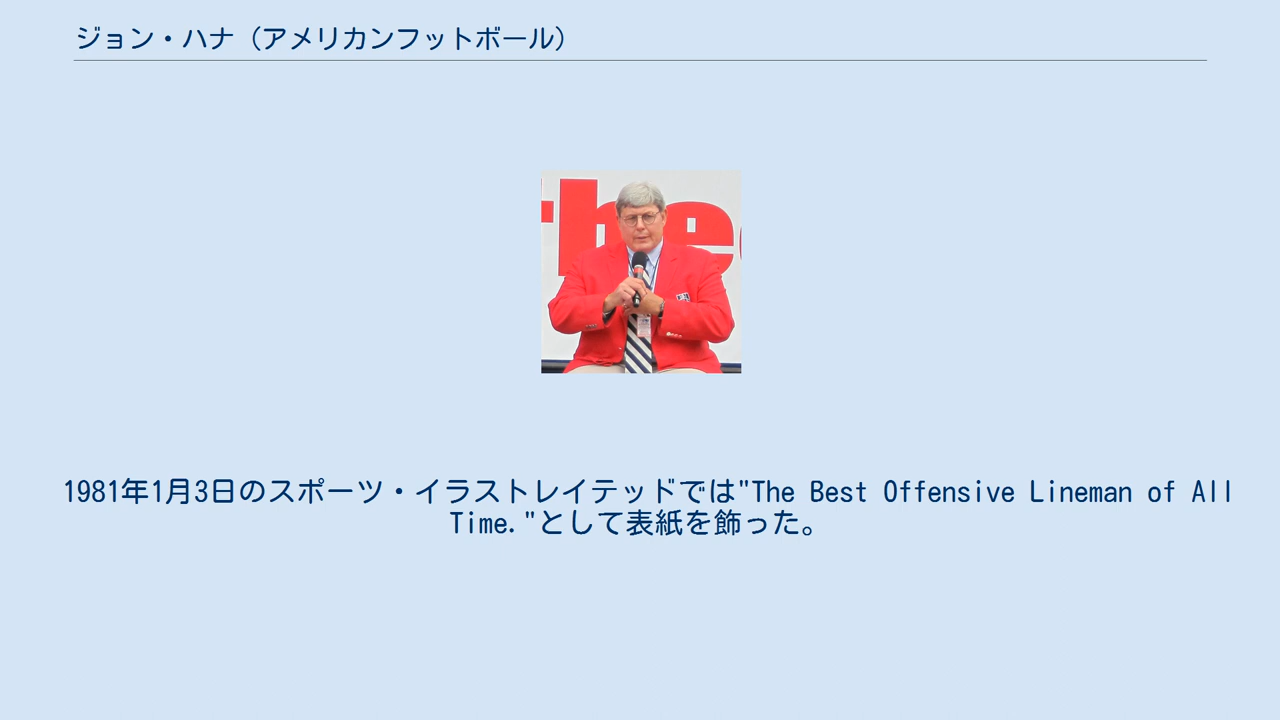 ジョン・ハナ（アメリカンフットボール）
1981年1月3日のスポーツ・イラストレイテッドでは"The Best Offensive Lineman of All
Time."として表紙を飾った。